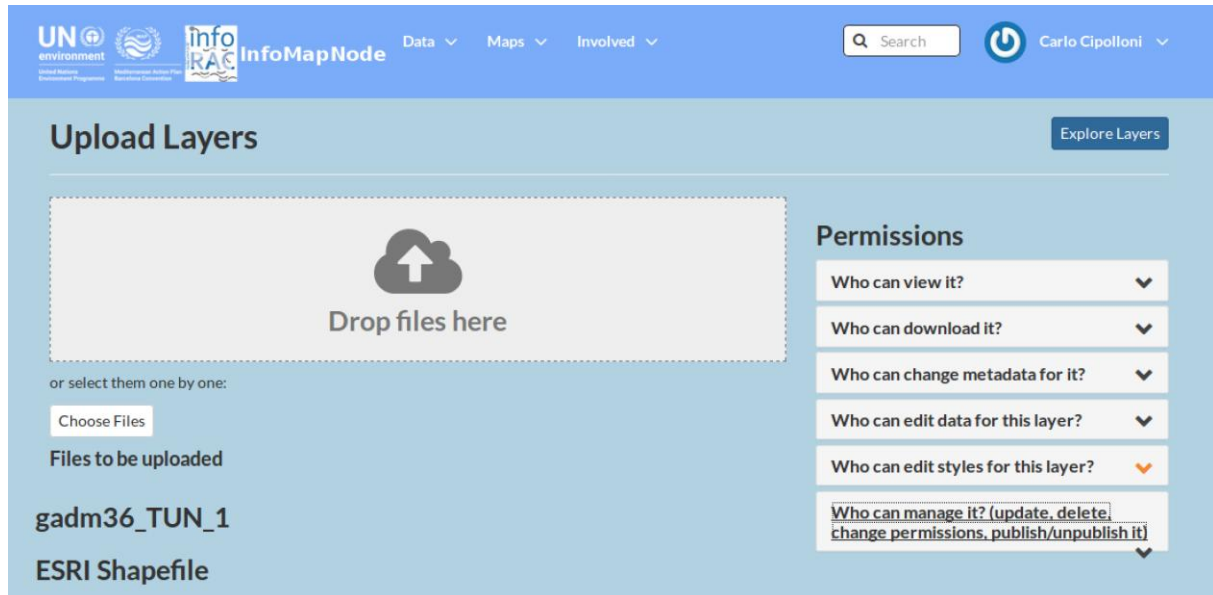 UN
environment
United Nations
Environment Programme
Mediterranean Action Plan
Barcelona Convention
info
RAC
InfoMapNode
Data
Maps
Involved
Search
Carlo Cipolloni
Upload Layers
Explore Layers
Drop files here
or select them one by one:
Choose Files
Files to be uploaded
gadm36_TUN_1
ESRI Shapefile
Permissions
Who can view it?
Who can download it?
Who can change metadata for it?
Who can edit data for this layer?
Who can edit styles for this layer?
Who can manage it? (update, delete,
change permissions, publish/unpublish it)